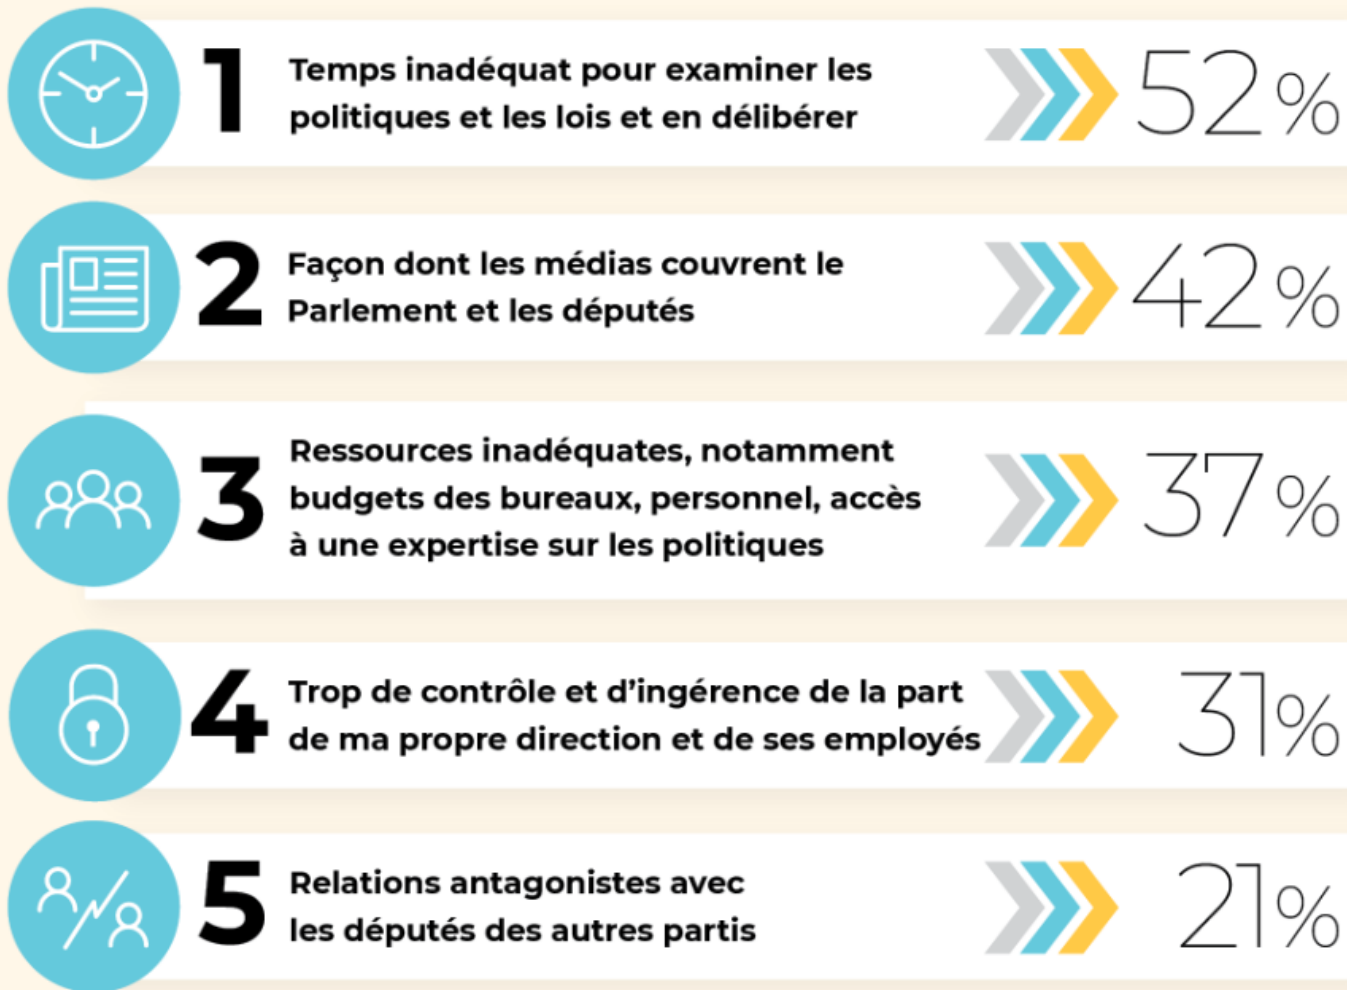 1
Temps inadéquat pour examiner les
politiques et les lois et en délibérer
52 %
2
Façon dont les médias couvrent le
Parlement et les députés
42 %
3
Ressources inadéquates, notamment
budgets des bureaux, personnel, accès
à une expertise sur les politiques
37 %
4
Trop de contrôle et d’ingérence de la part
de ma propre direction et de ses employés
31%
5
Relations antagonistes avec
les députés des autres partis
21%